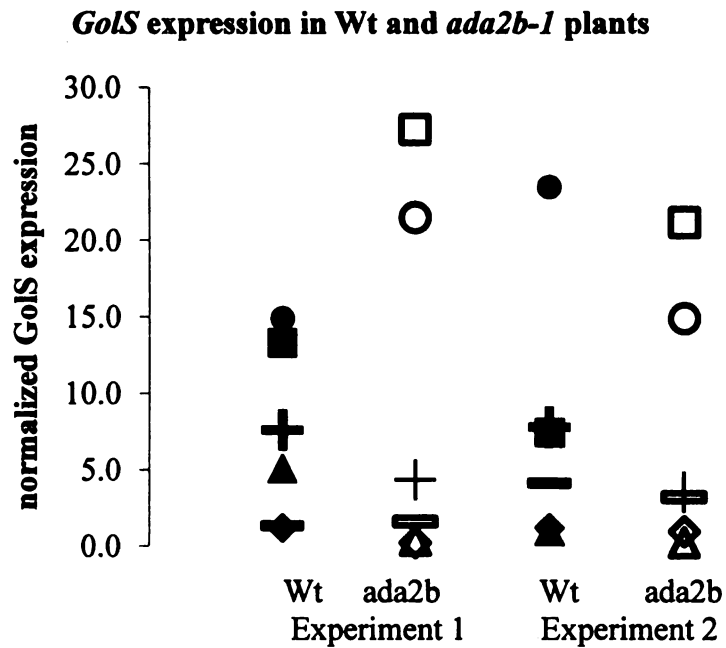 GolS expression in Wt and ada2b-1 plants
normalized GolS expression
30.0
25.0
20.0
15.0
10.0
5.0
0.0
Wt ada2b Wt ada2b
Experiment 1 Experiment 2